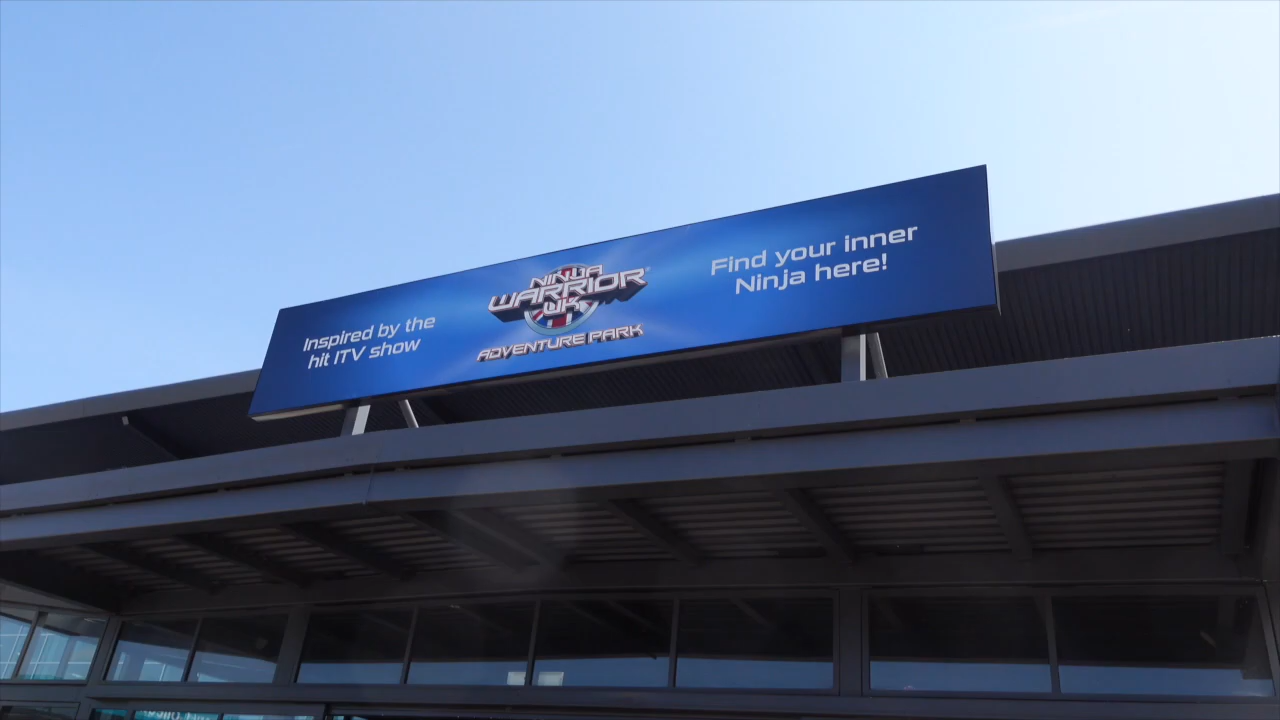 Inspired by the
hit ITV show
NINJA
WARRIOR
UK
ADVENTURE PARK
Find your inner
Ninja here!